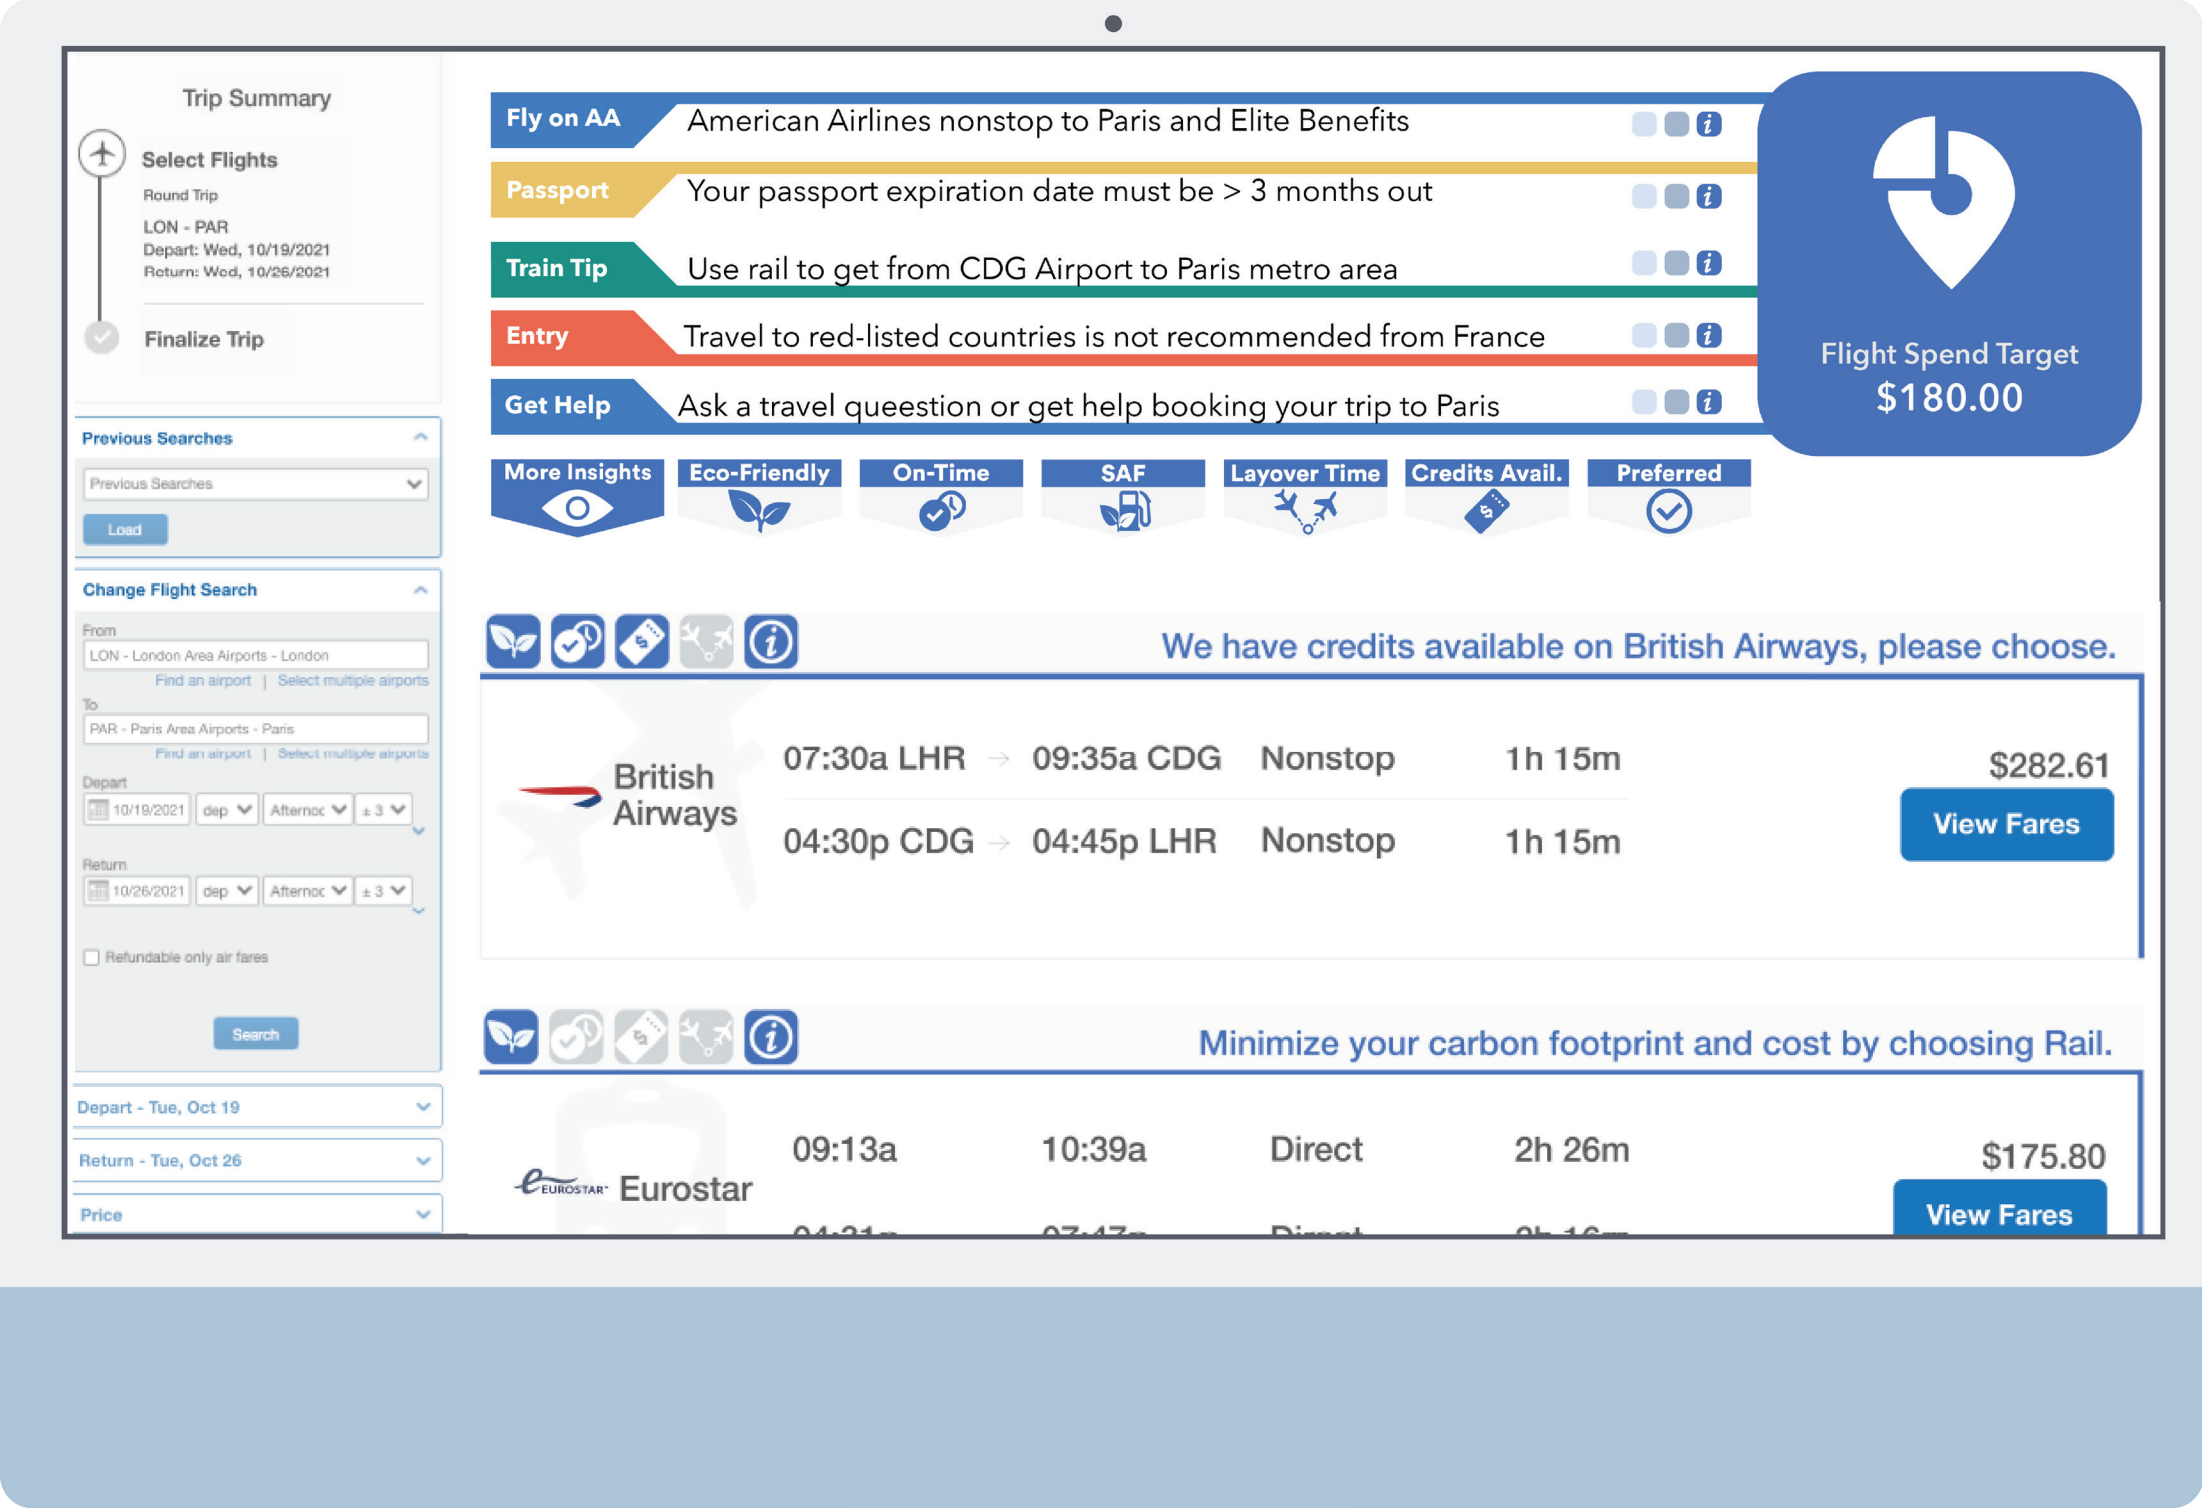 Trip Summary
Select Flights
Round Trip
LON - PAR
Depart: Wed, 10/19/2021
Return: Wed, 10/26/2021
Finalize Trip
Previous Searches
Previous Searches
Load
Change Flight Search
From
LON - London Area Airports - London
Find an airport | Select multiple airports
To
PAR - Paris Area Airports - Paris
Find an airport | Select multiple airports
Depart
10/19/2021 dep Afternoc ± 3
Return
10/26/2021 dep Afternoc ± 3
Refundable only air fares
Search
Depart - Tue, Oct 19
Return - Tue, Oct 26
Price
Fly on AA American Airlines nonstop to Paris and Elite Benefits i
Passport Your passport expiration date must be > 3 months out i
Train Tip Use rail to get from CDG Airport to Paris metro area i
Entry Travel to red-listed countries is not recommended from France i
Get Help Ask a travel queestion or get help booking your trip to Paris i
Flight Spend Target
$180.00
More Insights Eco-Friendly On-Time SAF Layover Time Credits Avail. Preferred
We have credits available on British Airways, please choose.
British
Airways
07:30a LHR → 09:35a CDG Nonstop 1h 15m
04:30p CDG → 04:45p LHR Nonstop 1h 15m
$282.61
View Fares
Minimize your carbon footprint and cost by choosing Rail.
EUROSTAR Eurostar
09:13a 10:39a Direct 2h 26m
$175.80
View Fares